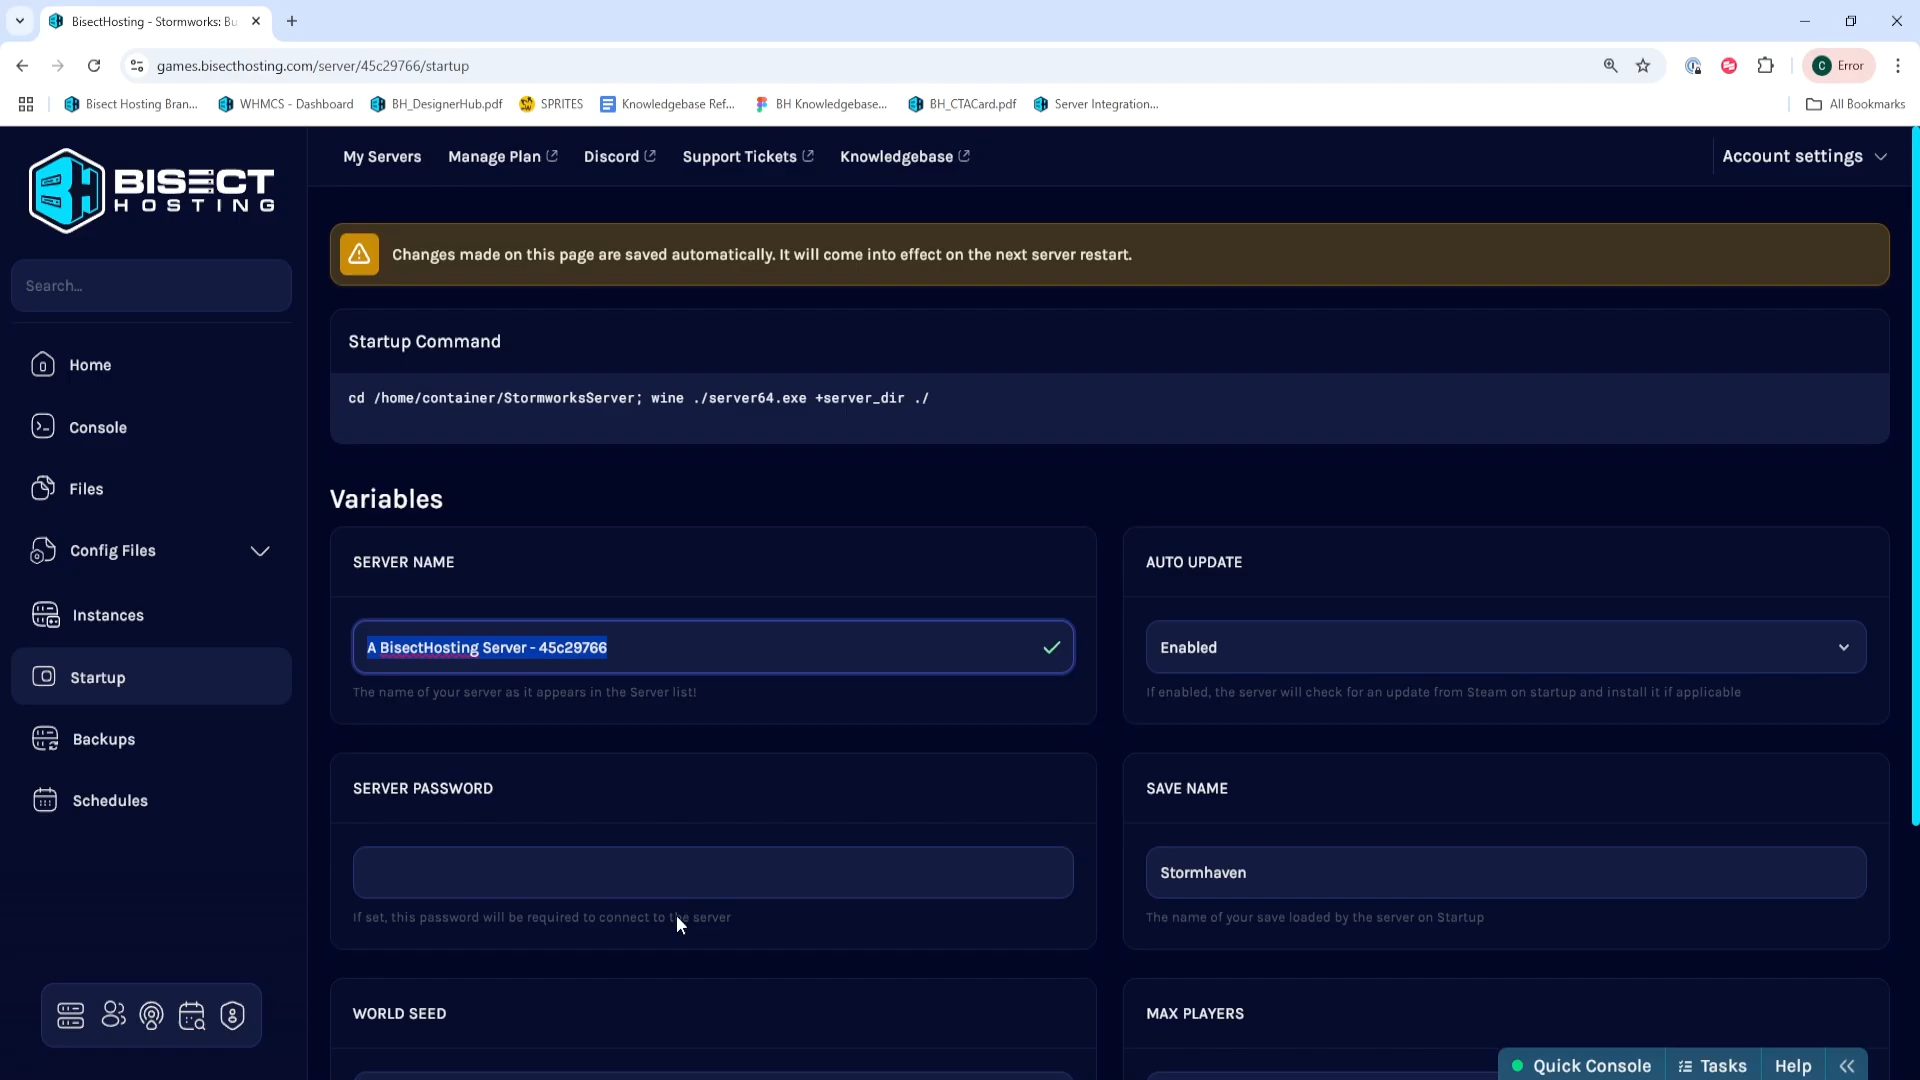 BisectHosting - Stormworks: Bu
games.bisecthosting.com/server/45c29766/startup
C Error
Bisect Hosting Bran...
WHMCS - Dashboard
BH_DesignerHub.pdf
SPRITES
Knowledgebase Ref...
BH Knowledgebase...
BH_CTACard.pdf
Server Integration...
All Bookmarks
BISECT
HOSTING
My Servers
Manage Plan
Discord
Support Tickets
Knowledgebase
Account settings
Search...
Home
Console
Files
Config Files
Instances
Startup
Backups
Schedules
Changes made on this page are saved automatically. It will come into effect on the next server restart.
Startup Command
cd /home/container/StormworksServer; wine ./server64.exe +server_dir ./
Variables
SERVER NAME
A BisectHosting Server - 45c29766
The name of your server as it appears in the Server list!
AUTO UPDATE
Enabled
If enabled, the server will check for an update from Steam on startup and install it if applicable
SERVER PASSWORD
If set, this password will be required to connect to the server
SAVE NAME
Stormhaven
The name of your save loaded by the server on Startup
WORLD SEED
MAX PLAYERS
Quick Console
Tasks
Help